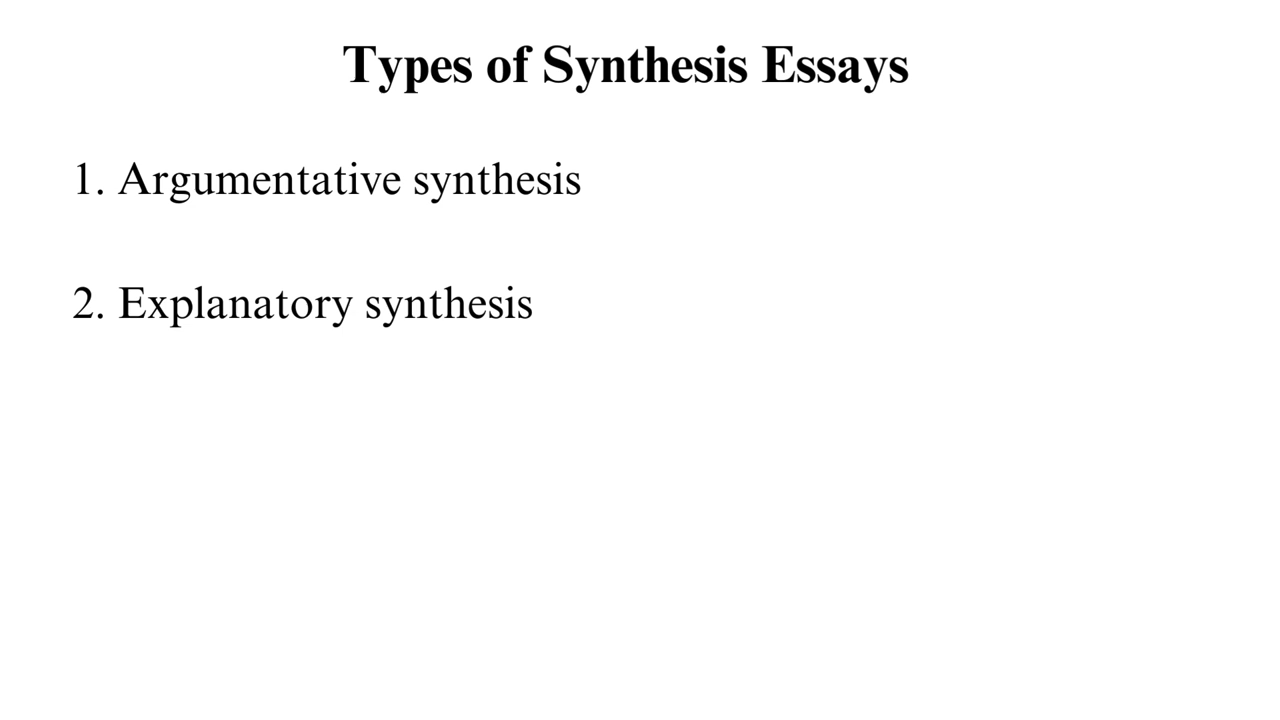 Types of Synthesis Essays
1. Argumentative synthesis
2. Explanatory synthesis